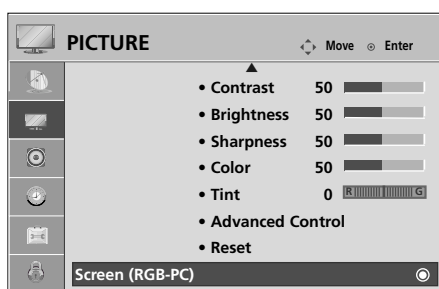 PICTURE
Move
Enter
• Contrast 50
• Brightness 50
• Sharpness 50
• Color 50
• Tint 0 R G
• Advanced Control
• Reset
Screen (RGB-PC)